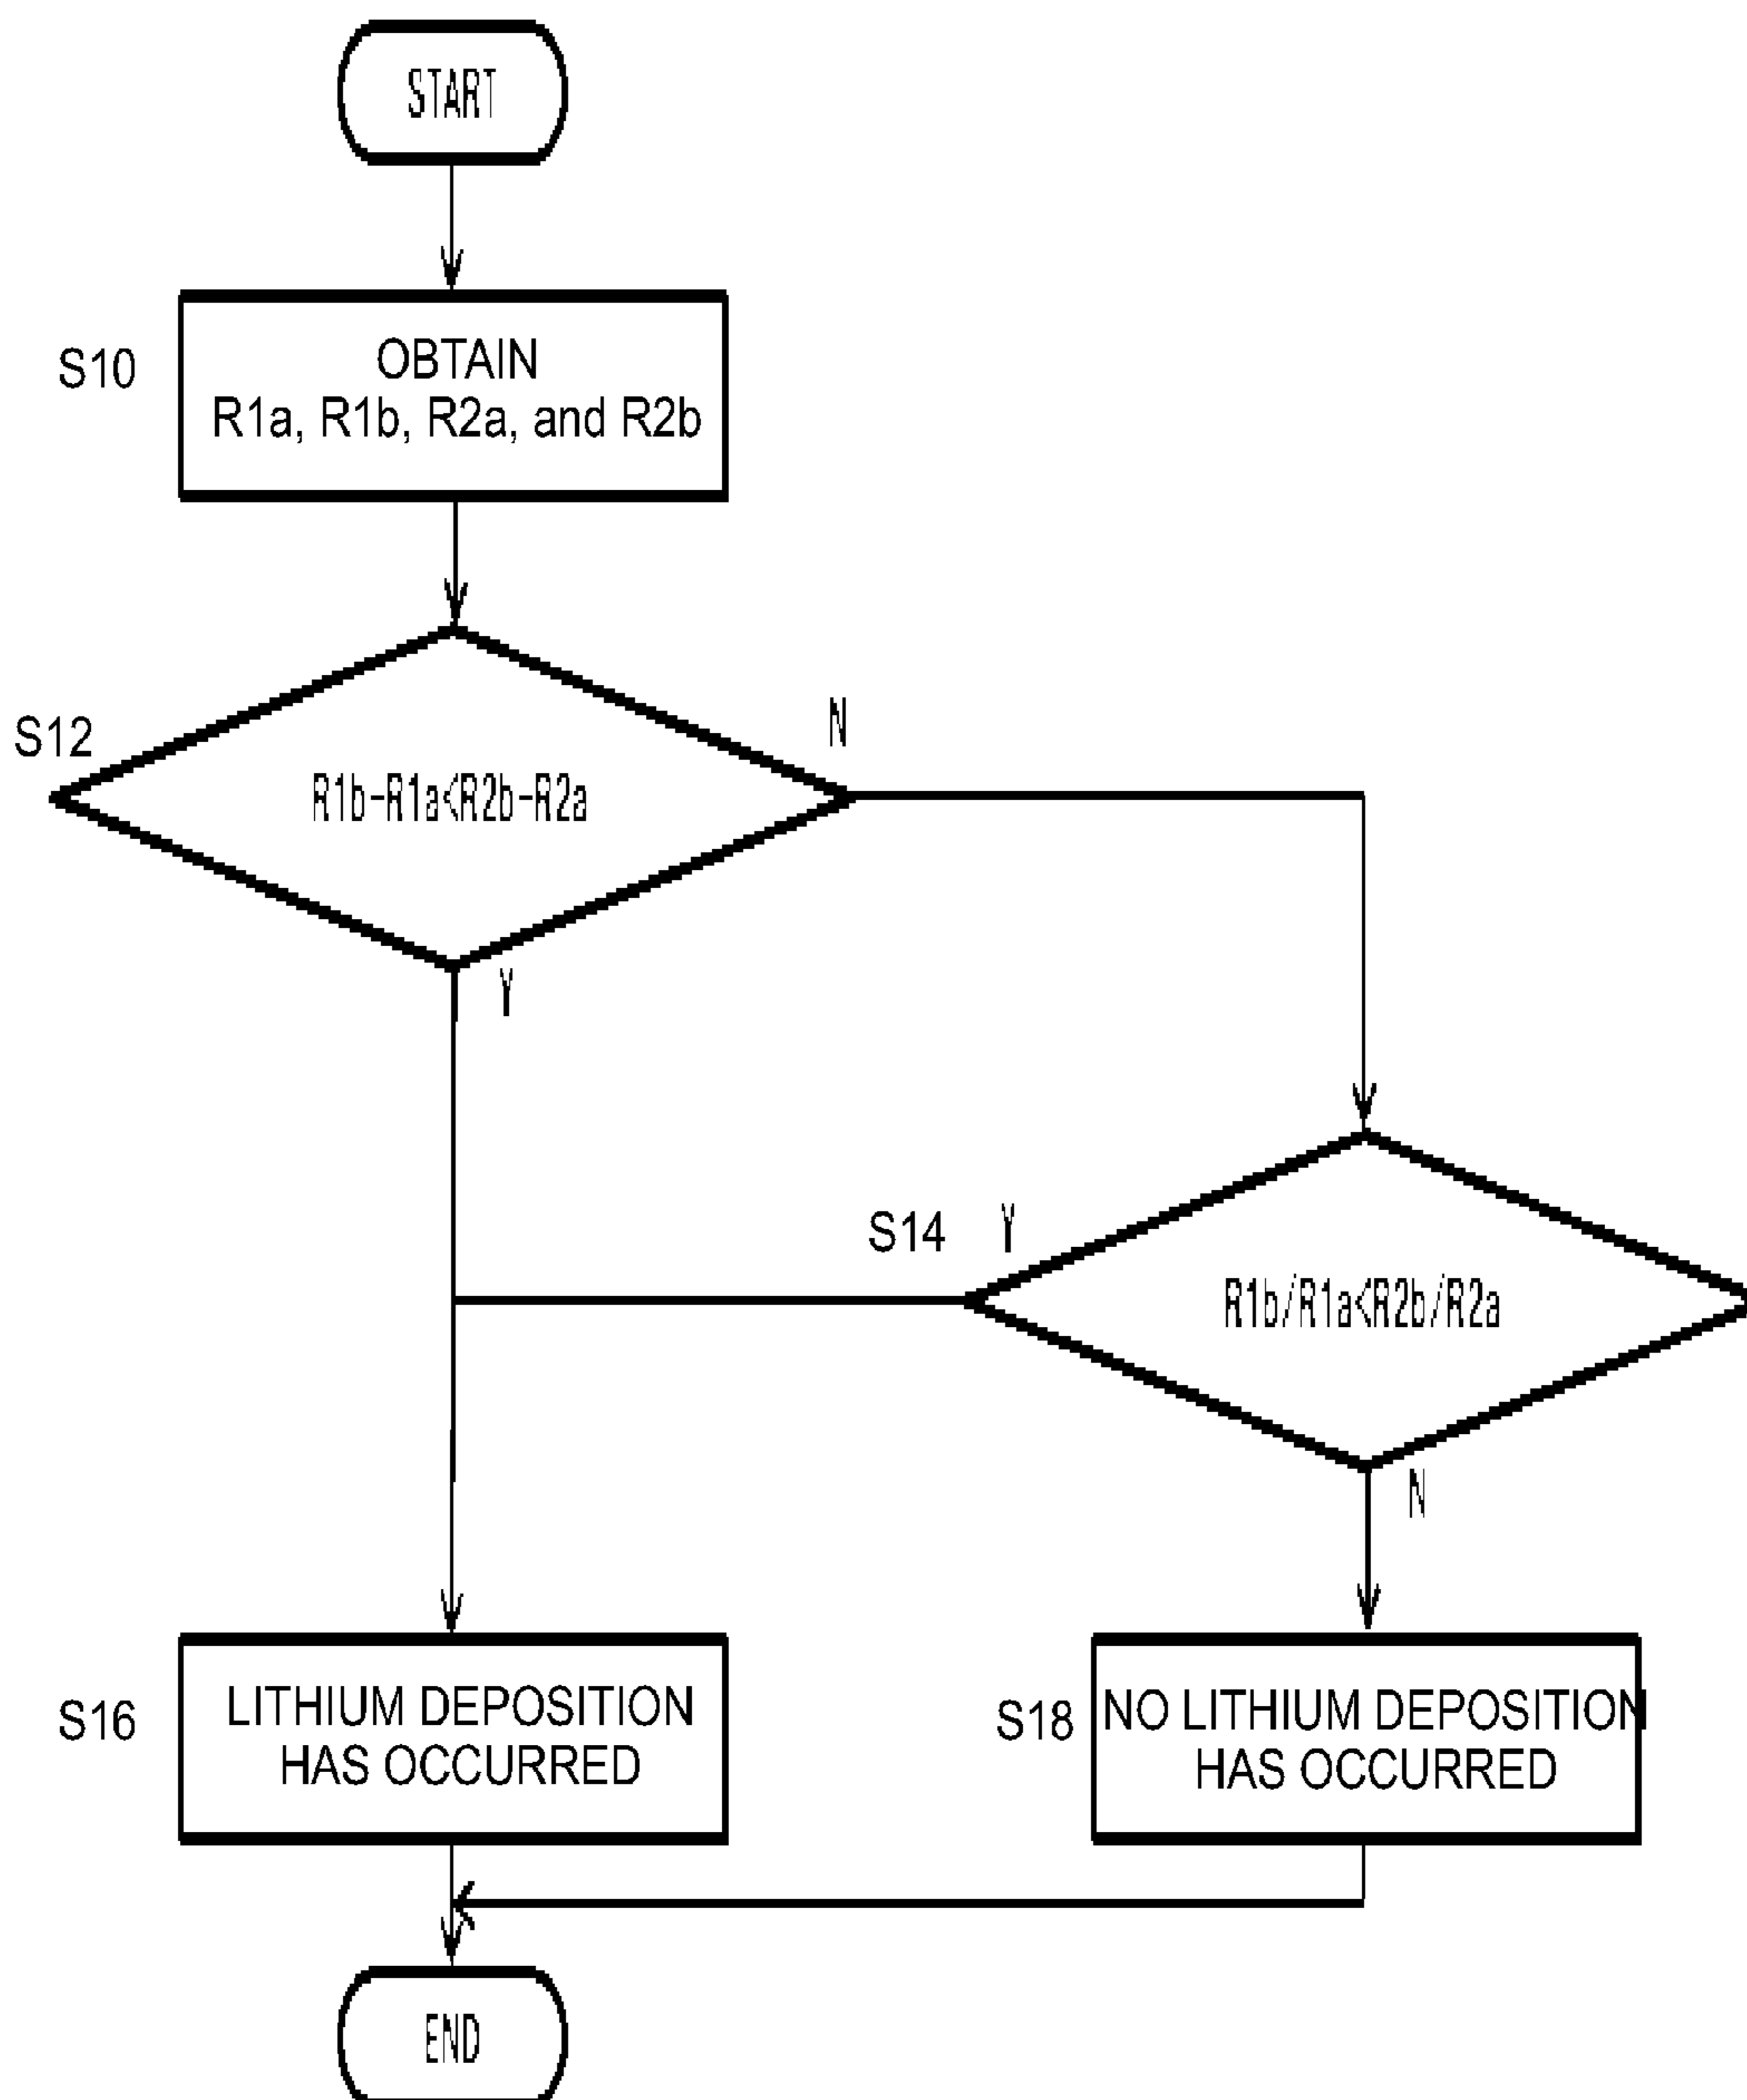 START
S10
OBTAIN
R1a, R1b, R2a, and R2b
S12
R1b-R1a<R2b-R2a
N
Y
S14
Y
R1b/R1a<R2b/R2a
N
S16
LITHIUM DEPOSITION
HAS OCCURRED
S18
NO LITHIUM DEPOSITION
HAS OCCURRED
END